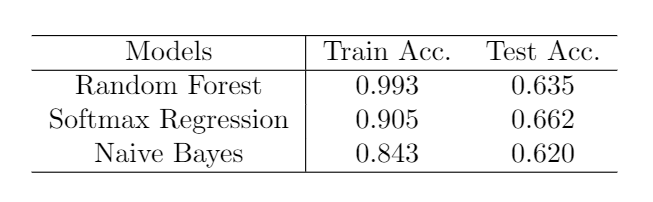 Models Train Acc. Test Acc.
Random Forest 0.993 0.635
Softmax Regression 0.905 0.662
Naive Bayes 0.843 0.620